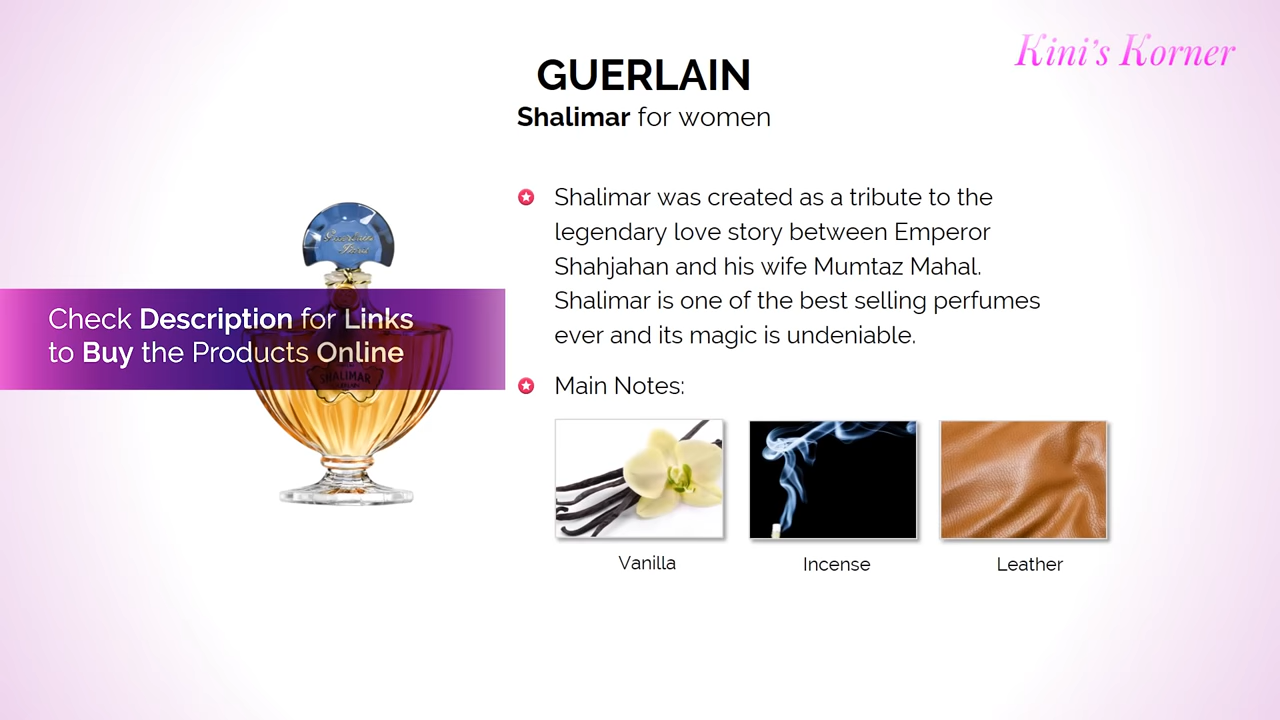 Kini's Korner
GUERLAIN
Shalimar for women
Shalimar was created as a tribute to the
legendary love story between Emperor
Shahjahan and his wife Mumtaz Mahal.
Shalimar is one of the best selling perfumes
ever and its magic is undeniable.
Check Description for Links
to Buy the Products Online
SHALIMAR
Main Notes:
Vanilla
Incense
Leather